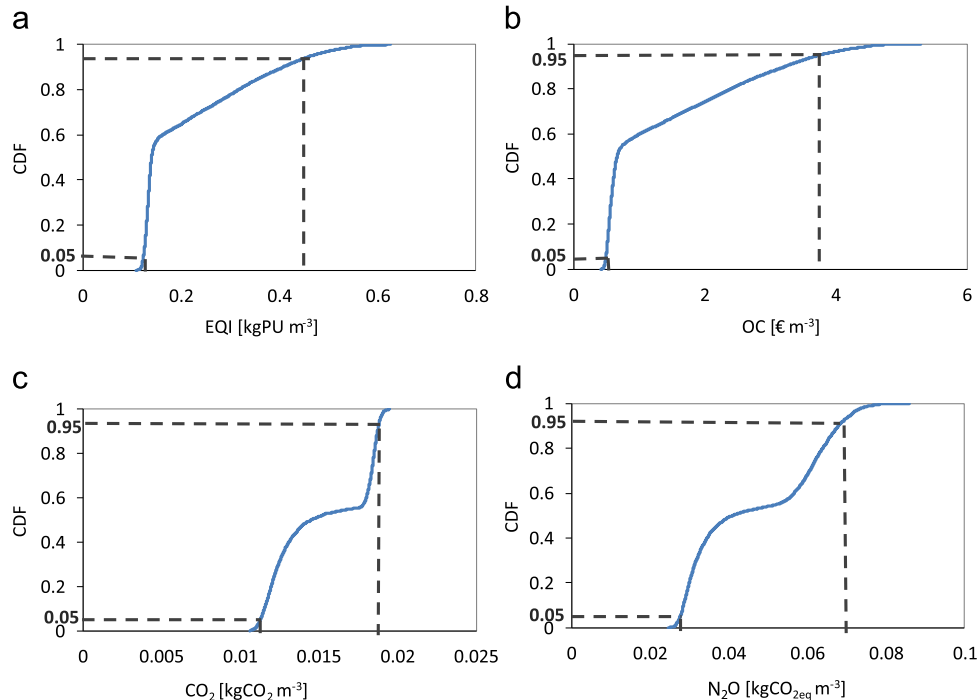 a
1
0.8
0.6
0.4
0.2
0.05
0
CDF
0 0.2 0.4 0.6 0.8
EQI [kgPU m⁻³]
b
1
0.95
0.8
0.6
0.4
0.2
0.05
0
CDF
0 2 4 6
OC [€ m⁻³]
c
1
0.95
0.8
0.6
0.4
0.2
0.05
0
CDF
0 0.005 0.01 0.015 0.02 0.025
CO₂ [kgCO₂ m⁻³]
d
1
0.95
0.8
0.6
0.4
0.2
0.05
0
CDF
0 0.02 0.04 0.06 0.08 0.1
N₂O [kgCO₂eq m⁻³]